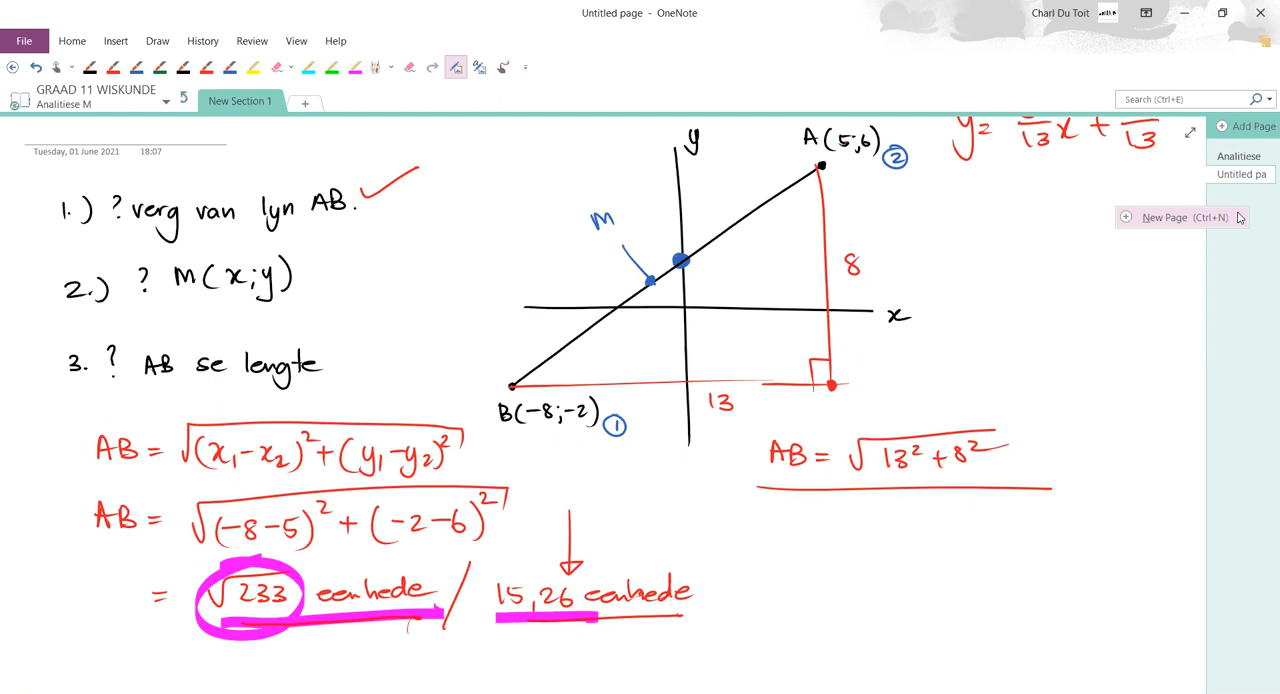 Untitled page - OneNote
Charl Du Toit
File Home Insert Draw History Review View Help
GRAAD 11 WISKUNDE
Analitiese M
New Section 1
Search (Ctrl+E)
Add Page
Analitiese
Untitled pa
New Page (Ctrl+N)
Tuesday, 01 June 2021 18:07
1.) ? verg van lyn AB.
2.) ? M(x;y)
3. ? AB se lengte
AB = √(x₁-x₂)²+(y₁-y₂)²
AB = √(-8-5)² + (-2-6)²
= √233 eenhede / 15,26 eenhede
y
A(5;6) ②
M
8
x
B(-8;-2) ①
13
AB = √13²+8²
y= /13 x + /13